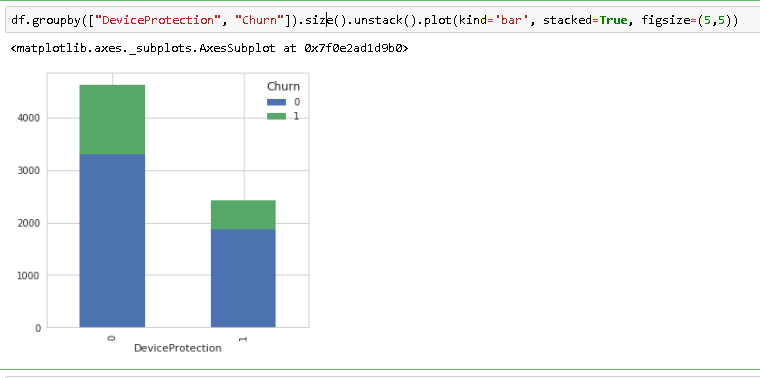 df.groupby(["DeviceProtection", "Churn"]).size().unstack().plot(kind='bar', stacked=True, figsize=(5,5))
<matplotlib.axes._subplots.AxesSubplot at 0x7f0e2ad1d9b0>
Churn
0
1
4000
3000
2000
1000
0
0
1
DeviceProtection